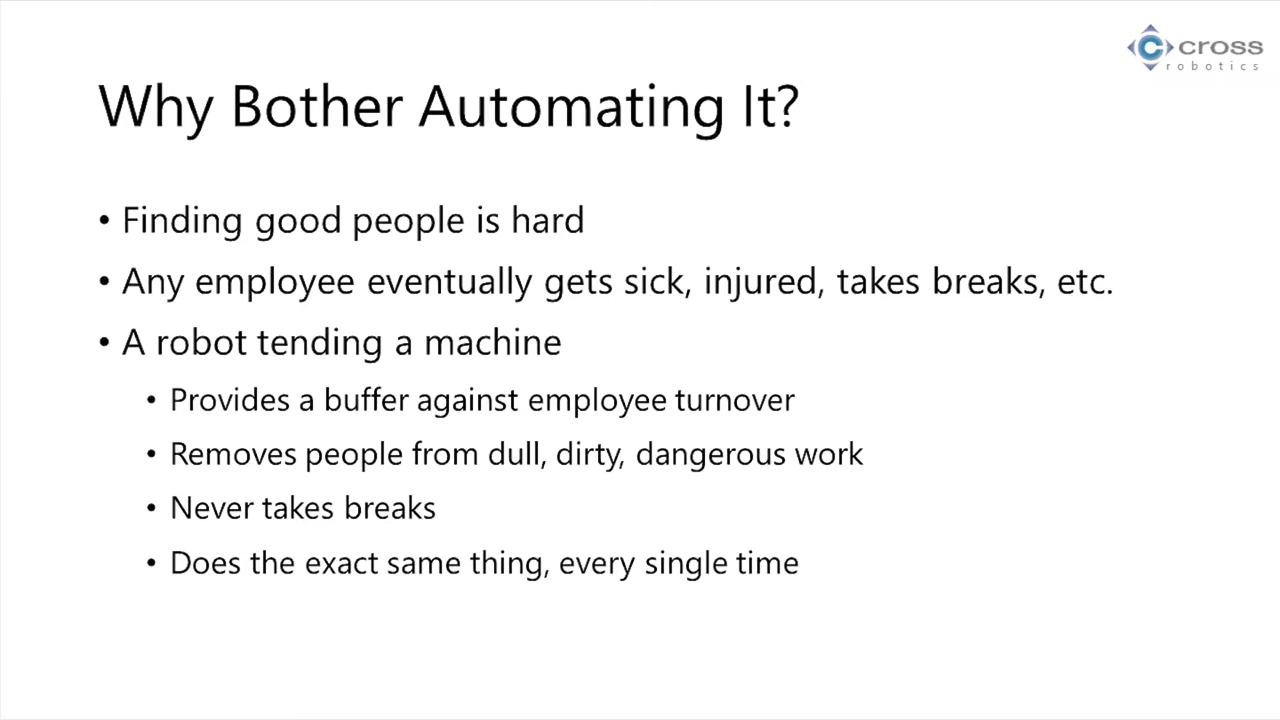 cross
robotics
Why Bother Automating It?
• Finding good people is hard
• Any employee eventually gets sick, injured, takes breaks, etc.
• A robot tending a machine
• Provides a buffer against employee turnover
• Removes people from dull, dirty, dangerous work
• Never takes breaks
• Does the exact same thing, every single time